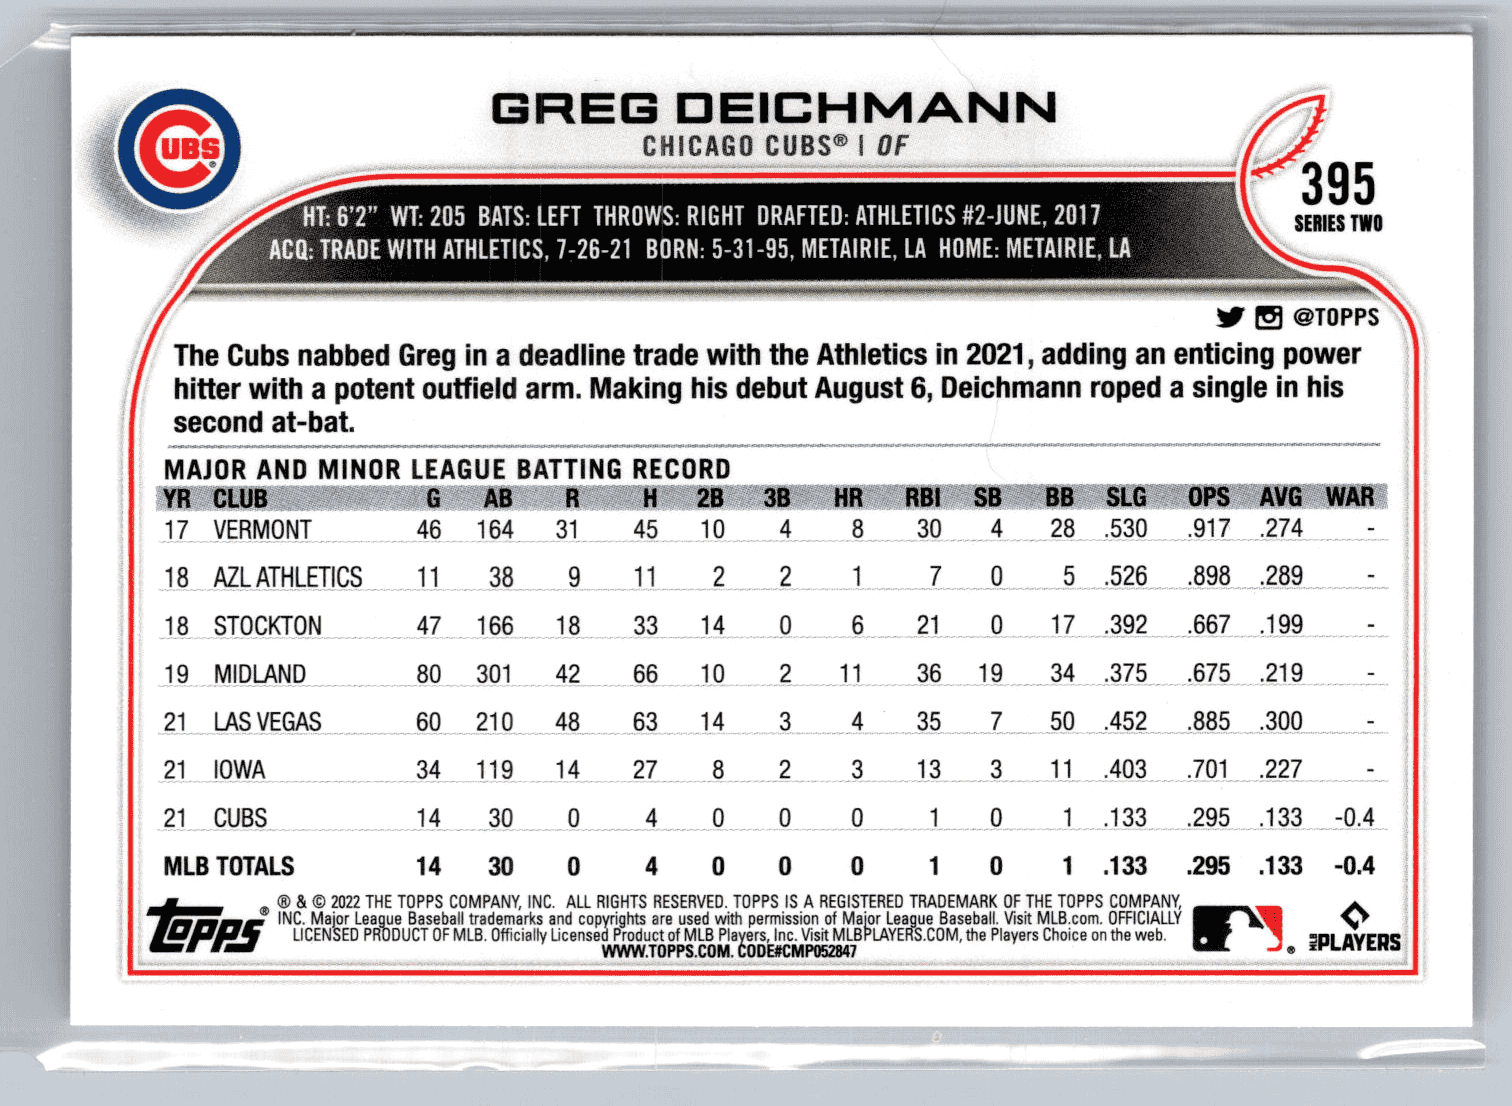 GREG DEICHMANN
CHICAGO CUBS® | OF
CUBS®
395
SERIES TWO
HT: 6'2" WT: 205 BATS: LEFT THROWS: RIGHT DRAFTED: ATHLETICS #2-JUNE, 2017
ACQ: TRADE WITH ATHLETICS, 7-26-21 BORN: 5-31-95, METAIRIE, LA HOME: METAIRIE, LA
@TOPPS
The Cubs nabbed Greg in a deadline trade with the Athletics in 2021, adding an enticing power
hitter with a potent outfield arm. Making his debut August 6, Deichmann roped a single in his
second at-bat.
MAJOR AND MINOR LEAGUE BATTING RECORD
YR CLUB G AB R H 2B 3B HR RBI SB BB SLG OPS AVG WAR
17 VERMONT 46 164 31 45 10 4 8 30 4 28 .530 .917 .274 -
18 AZL ATHLETICS 11 38 9 11 2 2 1 7 0 5 .526 .898 .289 -
18 STOCKTON 47 166 18 33 14 0 6 21 0 17 .392 .667 .199 -
19 MIDLAND 80 301 42 66 10 2 11 36 19 34 .375 .675 .219 -
21 LAS VEGAS 60 210 48 63 14 3 4 35 7 50 .452 .885 .300 -
21 IOWA 34 119 14 27 8 2 3 13 3 11 .403 .701 .227 -
21 CUBS 14 30 0 4 0 0 0 1 0 1 .133 .295 .133 -0.4
MLB TOTALS 14 30 0 4 0 0 0 1 0 1 .133 .295 .133 -0.4
Topps®
® & © 2022 THE TOPPS COMPANY, INC. ALL RIGHTS RESERVED. TOPPS IS A REGISTERED TRADEMARK OF THE TOPPS COMPANY,
INC. Major League Baseball trademarks and copyrights are used with permission of Major League Baseball. Visit MLB.com. OFFICIALLY
LICENSED PRODUCT OF MLB. Officially Licensed Product of MLB Players, Inc. Visit MLBPLAYERS.COM, the Players Choice on the web.
WWW.TOPPS.COM. CODE#CMP052847
®
MLB PLAYERS